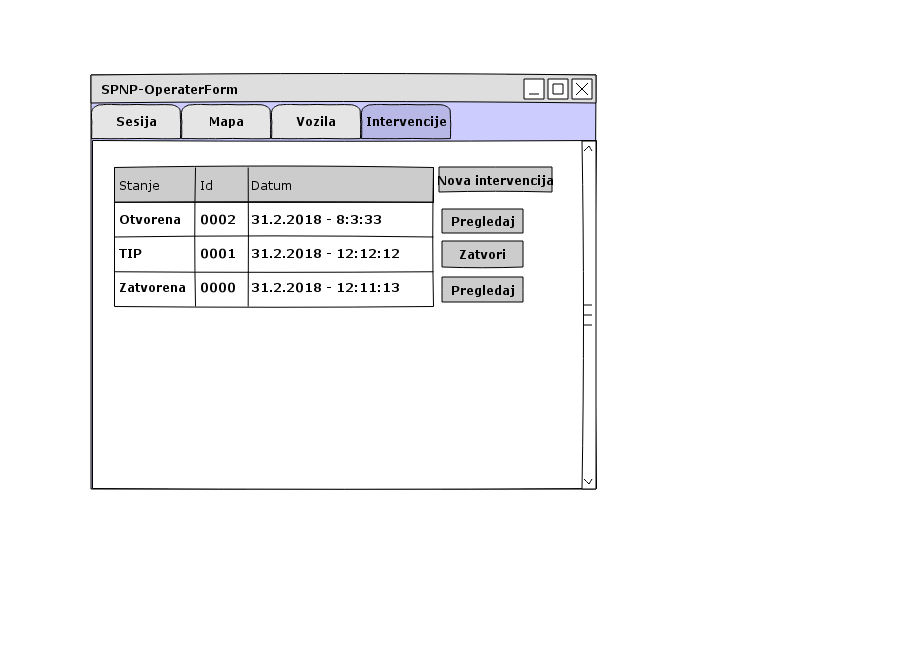 SPNP-OperaterForm
Sesija Mapa Vozila Intervencije
Stanje Id Datum Nova intervencija
Otvorena 0002 31.2.2018 - 8:3:33 Pregledaj
TIP 0001 31.2.2018 - 12:12:12 Zatvori
Zatvorena 0000 31.2.2018 - 12:11:13 Pregledaj